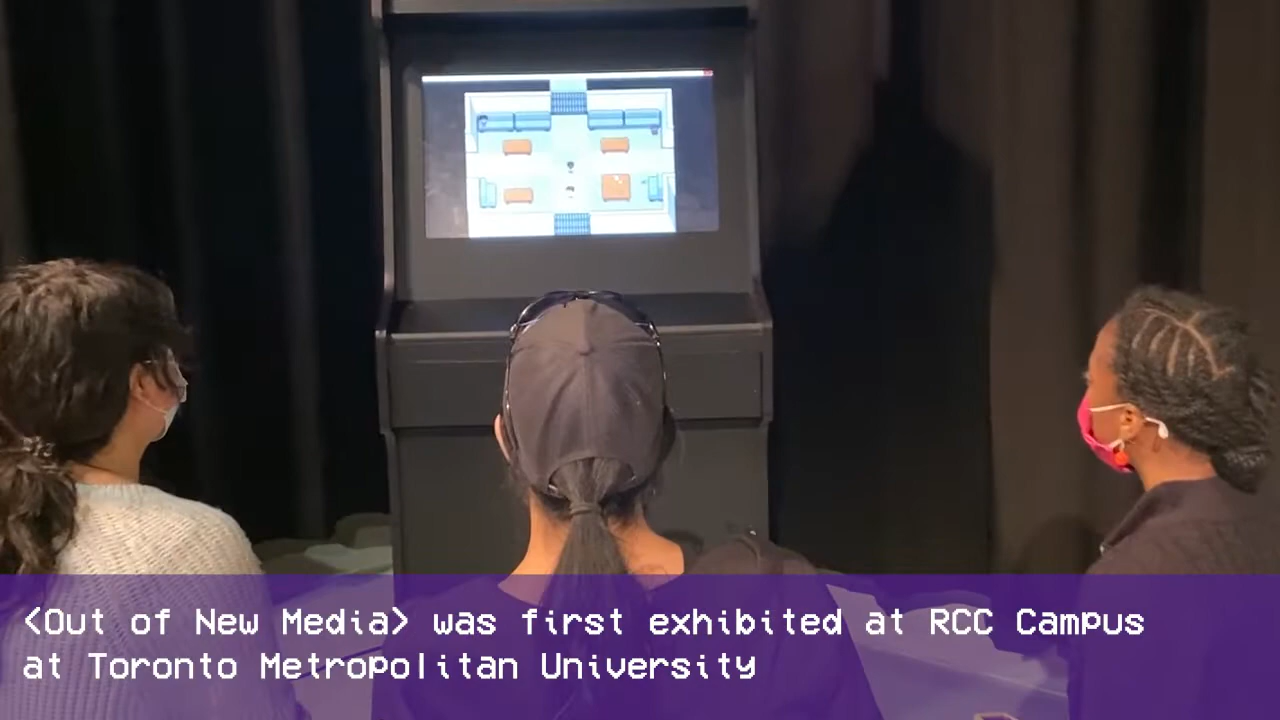 <Out of New Media> was first exhibited at RCC Campus
at Toronto Metropolitan University